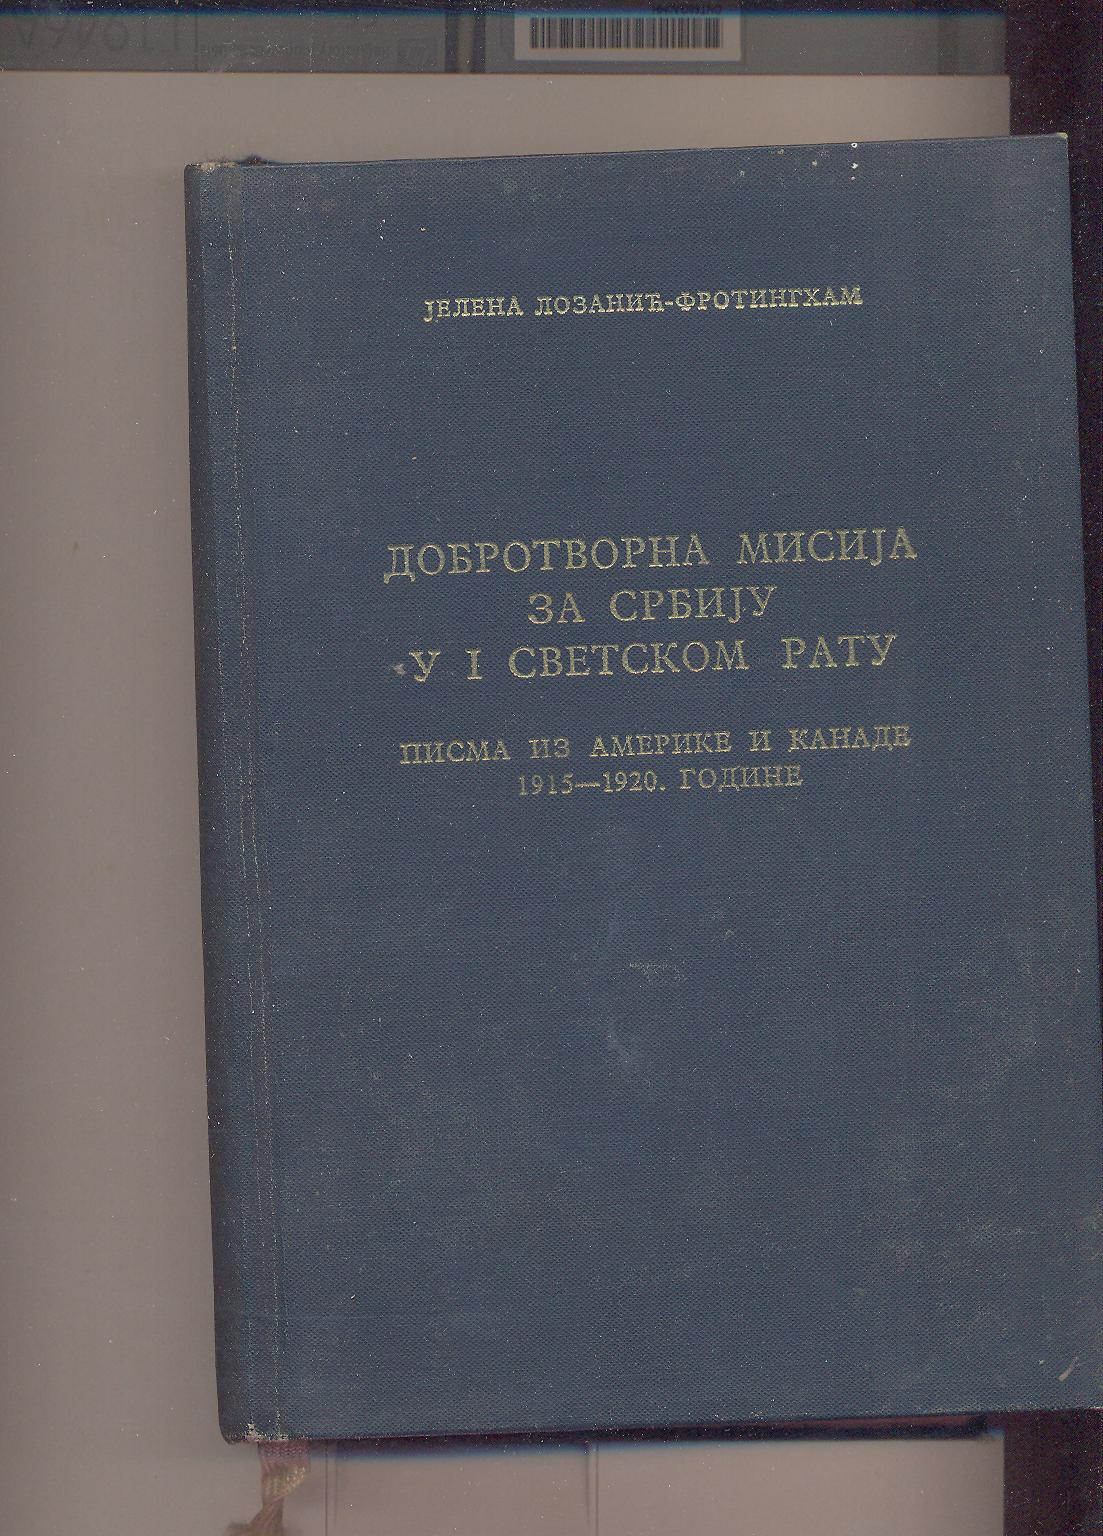 ЈЕЛЕНА ЛОЗАНИЋ-ФРОТИНГХАМ
ДОБРОТВОРНА МИСИЈА
ЗА СРБИЈУ
У I СВЕТСКОМ РАТУ
ПИСМА ИЗ АМЕРИКЕ И КАНАДЕ
1915—1920. ГОДИНЕ